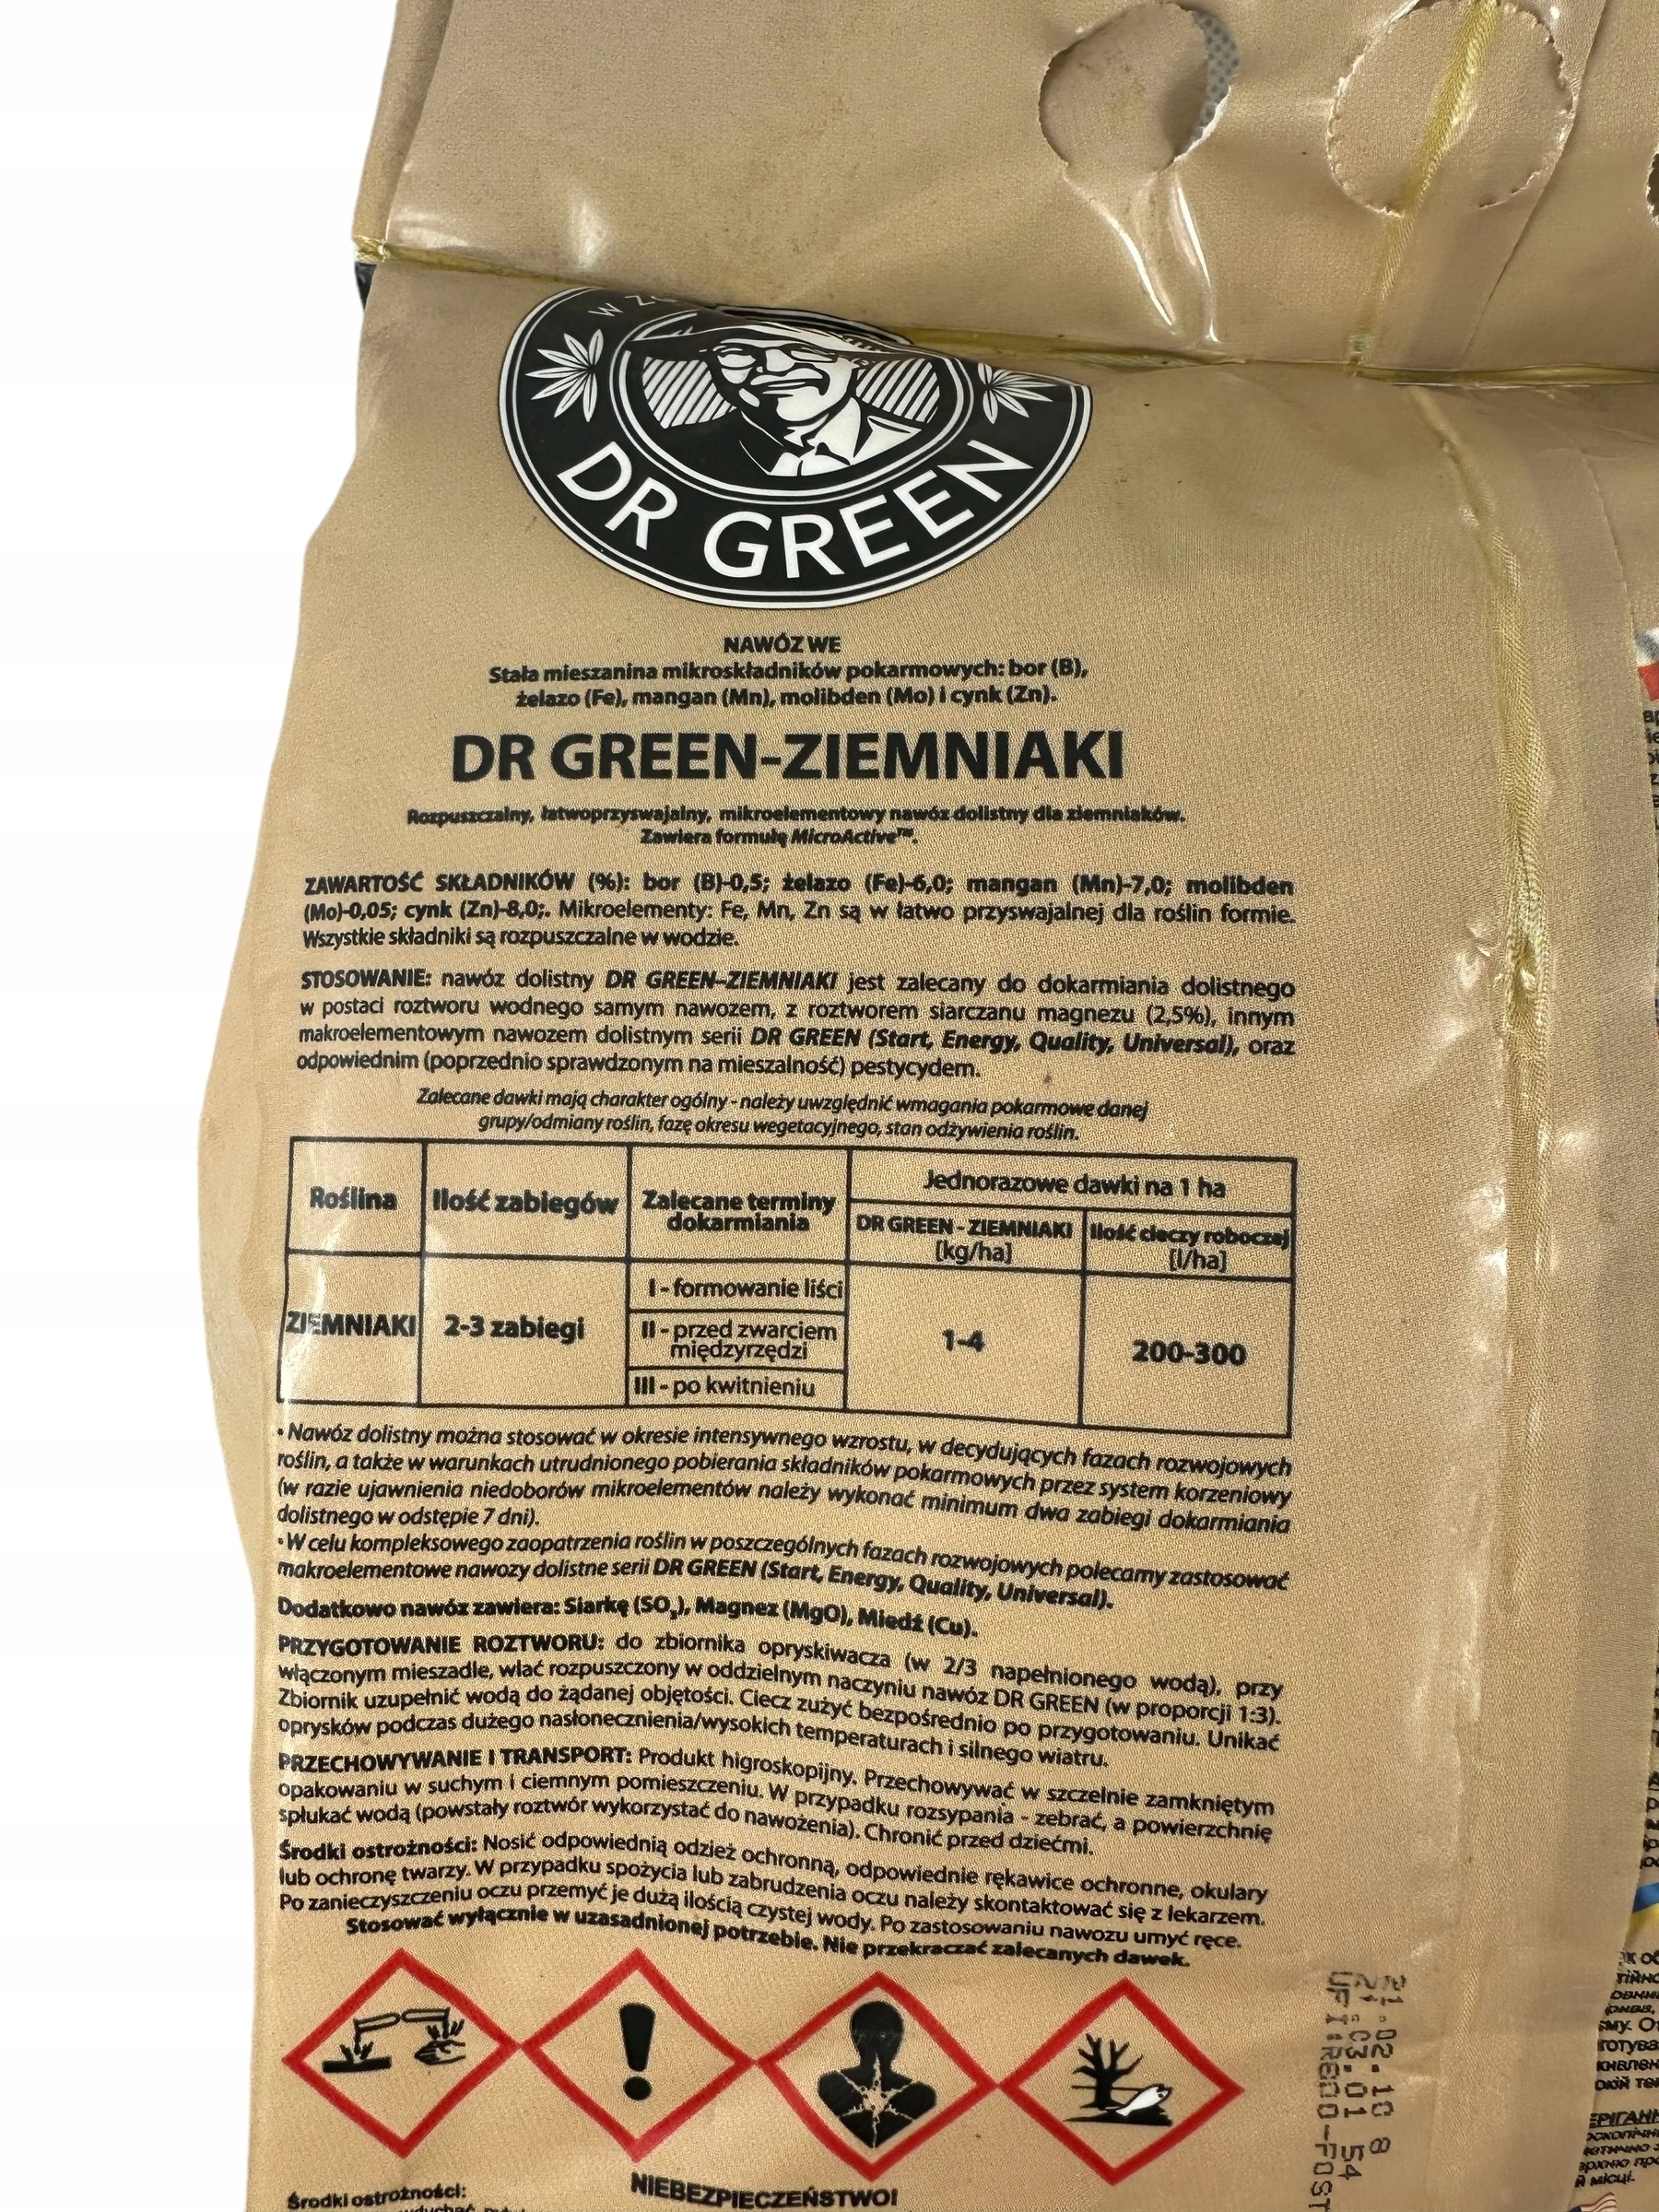 W
DR GREEN
NAWÓZ WE
Stała mieszanina mikroskładników pokarmowych: bor (B),
żelazo (Fe), mangan (Mn), molibden (Mo) i cynk (Zn).
DR GREEN-ZIEMNIAKI
Rozpuszczalny, łatwoprzyswajalny, mikroelementowy nawóz dolistny dla ziemniaków.
Zawiera formułę MicroActive™.
ZAWARTOŚĆ SKŁADNIKÓW (%): bor (B)-0,5; żelazo (Fe)-6,0; mangan (Mn)-7,0; molibden
(Mo)-0,05; cynk (Zn)-8,0;. Mikroelementy: Fe, Mn, Zn są w łatwo przyswajalnej dla roślin formie.
Wszystkie składniki są rozpuszczalne w wodzie.
STOSOWANIE: nawóz dolistny DR GREEN–ZIEMNIAKI jest zalecany do dokarmiania dolistnego
w postaci roztworu wodnego samym nawozem, z roztworem siarczanu magnezu (2,5%), innym
makroelementowym nawozem dolistnym serii DR GREEN (Start, Energy, Quality, Universal), oraz
odpowiednim (poprzednio sprawdzonym na mieszalność) pestycydem.
Zalecane dawki mają charakter ogólny - należy uwzględnić wmagania pokarmowe danej
grupy/odmiany roślin, fazę okresu wegetacyjnego, stan odżywienia roślin.
Roślina
Ilość zabiegów
Zalecane terminy
dokarmiania
Jednorazowe dawki na 1 ha
DR GREEN - ZIEMNIAKI
[kg/ha]
Ilość cieczy roboczej
[l/ha]
ZIEMNIAKI
2-3 zabiegi
I - formowanie liści
II - przed zwarciem
międzyrzędzi
III - po kwitnieniu
1-4
200-300
• Nawóz dolistny można stosować w okresie intensywnego wzrostu, w decydujących fazach rozwojowych
roślin, a także w warunkach utrudnionego pobierania składników pokarmowych przez system korzeniowy
(w razie ujawnienia niedoborów mikroelementów należy wykonać minimum dwa zabiegi dokarmiania
dolistnego w odstępie 7 dni).
• W celu kompleksowego zaopatrzenia roślin w poszczególnych fazach rozwojowych polecamy zastosować
makroelementowe nawozy dolistne serii DR GREEN (Start, Energy, Quality, Universal).
Dodatkowo nawóz zawiera: Siarkę (SO₃), Magnez (MgO), Miedź (Cu).
PRZYGOTOWANIE ROZTWORU: do zbiornika opryskiwacza (w 2/3 napełnionego wodą), przy
włączonym mieszadle, wlać rozpuszczony w oddzielnym naczyniu nawóz DR GREEN (w proporcji 1:3).
Zbiornik uzupełnić wodą do żądanej objętości. Ciecz zużyć bezpośrednio po przygotowaniu. Unikać
oprysków podczas dużego nasłonecznienia/wysokich temperaturach i silnego wiatru.
PRZECHOWYWANIE I TRANSPORT: Produkt higroskopijny. Przechowywać w szczelnie zamkniętym
opakowaniu w suchym i ciemnym pomieszczeniu. W przypadku rozsypania - zebrać, a powierzchnię
spłukać wodą (powstały roztwór wykorzystać do nawożenia). Chronić przed dziećmi.
Środki ostrożności: Nosić odpowiednią odzież ochronną, odpowiednie rękawice ochronne, okulary
lub ochronę twarzy. W przypadku spożycia lub zabrudzenia oczu należy skontaktować się z lekarzem.
Po zanieczyszczeniu oczu przemyć je dużą ilością czystej wody. Po zastosowaniu nawozu umyć ręce.
Stosować wyłącznie w uzasadnionej potrzebie. Nie przekraczać zalecanych dawek.
NIEBEZPIECZEŃSTWO!
Środki ostrożności: